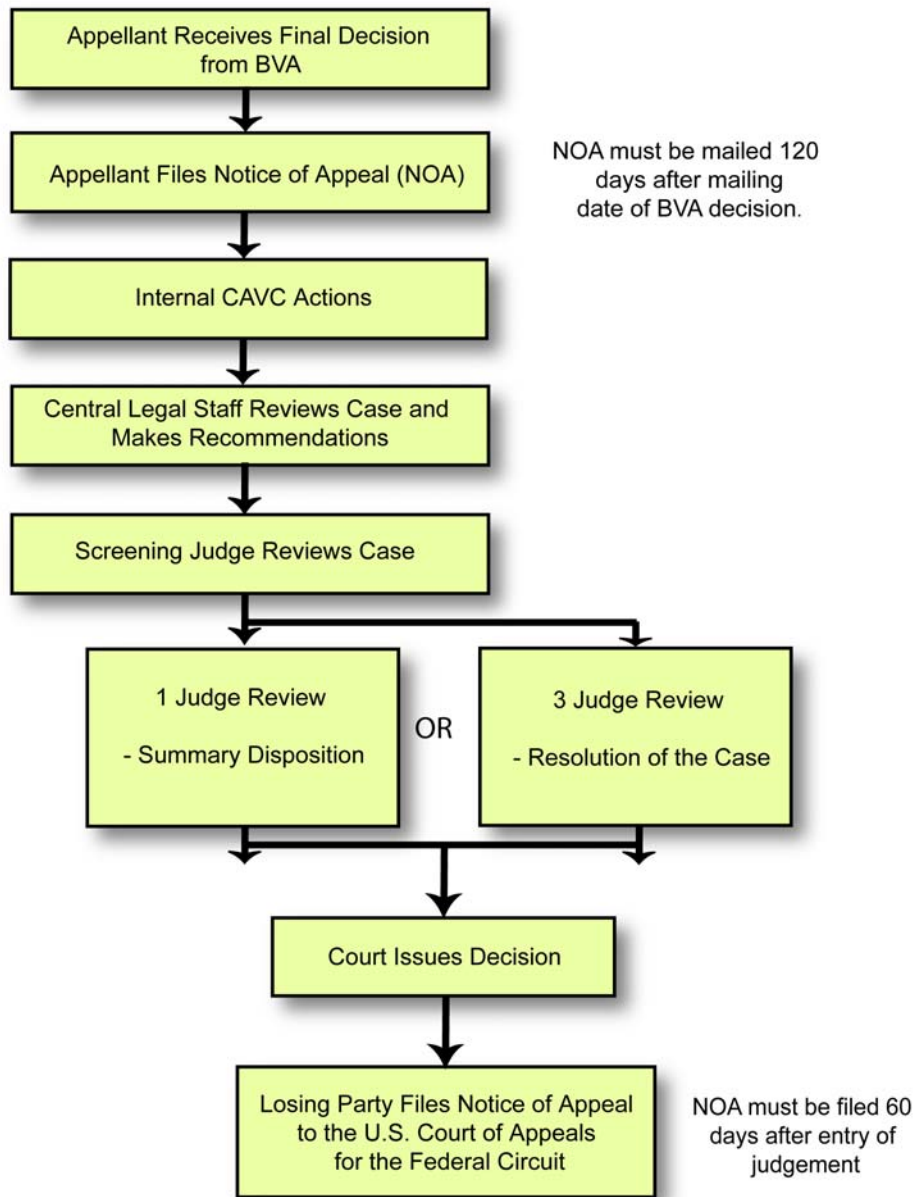 Appellant Receives Final Decision
from BVA
Appellant Files Notice of Appeal (NOA)
NOA must be mailed 120
days after mailing
date of BVA decision.
Internal CAVC Actions
Central Legal Staff Reviews Case and
Makes Recommendations
Screening Judge Reviews Case
1 Judge Review
- Summary Disposition
OR
3 Judge Review
- Resolution of the Case
Court Issues Decision
Losing Party Files Notice of Appeal
to the U.S. Court of Appeals
for the Federal Circuit
NOA must be filed 60
days after entry of
judgement